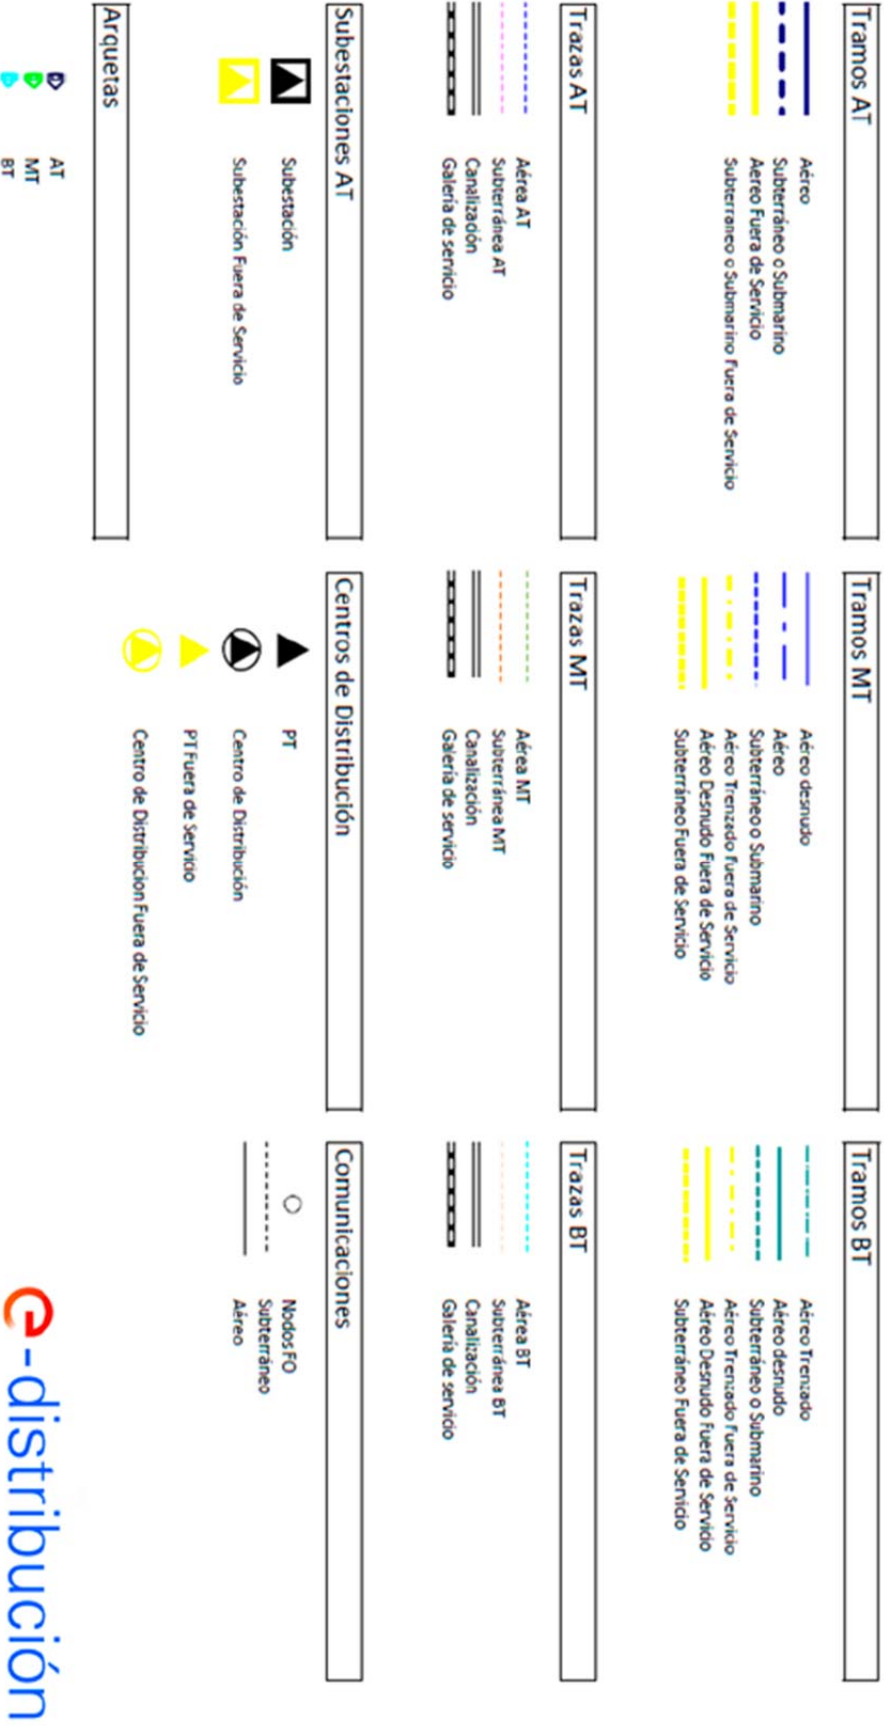 Tramos AT
Aéreo
Subterráneo o Submarino
Aereo Fuera de Servicio
Subterraneo o Submarino Fuera de Servicio
Tramos MT
Aéreo desnudo
Aéreo
Subterráneo o Submarino
Aéreo Trenzado Fuera de Servicio
Aéreo Desnudo Fuera de Servicio
Subterráneo Fuera de Servicio
Tramos BT
Aéreo Trenzado
Aéreo desnudo
Subterráneo o Submarino
Aéreo Trenzado Fuera de Servicio
Aéreo Desnudo Fuera de Servicio
Subterráneo Fuera de Servicio
Trazas AT
Aérea AT
Subterránea AT
Canalización
Galería de servicio
Trazas MT
Aérea MT
Subterránea MT
Canalización
Galería de servicio
Trazas BT
Aérea BT
Subterránea BT
Canalización
Galería de servicio
Subestaciones AT
Subestación
Subestación Fuera de Servicio
Centros de Distribución
PT
Centro de Distribución
PT Fuera de Servicio
Centro de Distribucion Fuera de Servicio
Comunicaciones
Nodos FO
Subterráneo
Aéreo
Arquetas
AT
MT
BT
e-distribución